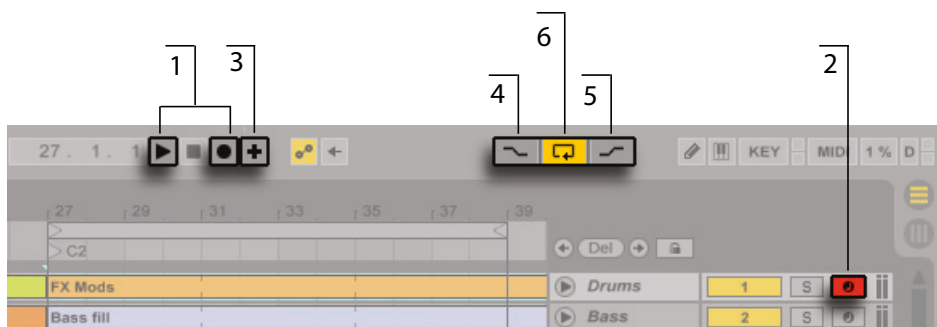 6
1 3 2
4 5
27. 1. 1 KEY MIDI 1 % D
27 29 31 33 35 37 39
C2 Del
FX Mods Drums 1 S
Bass fill Bass 2 S